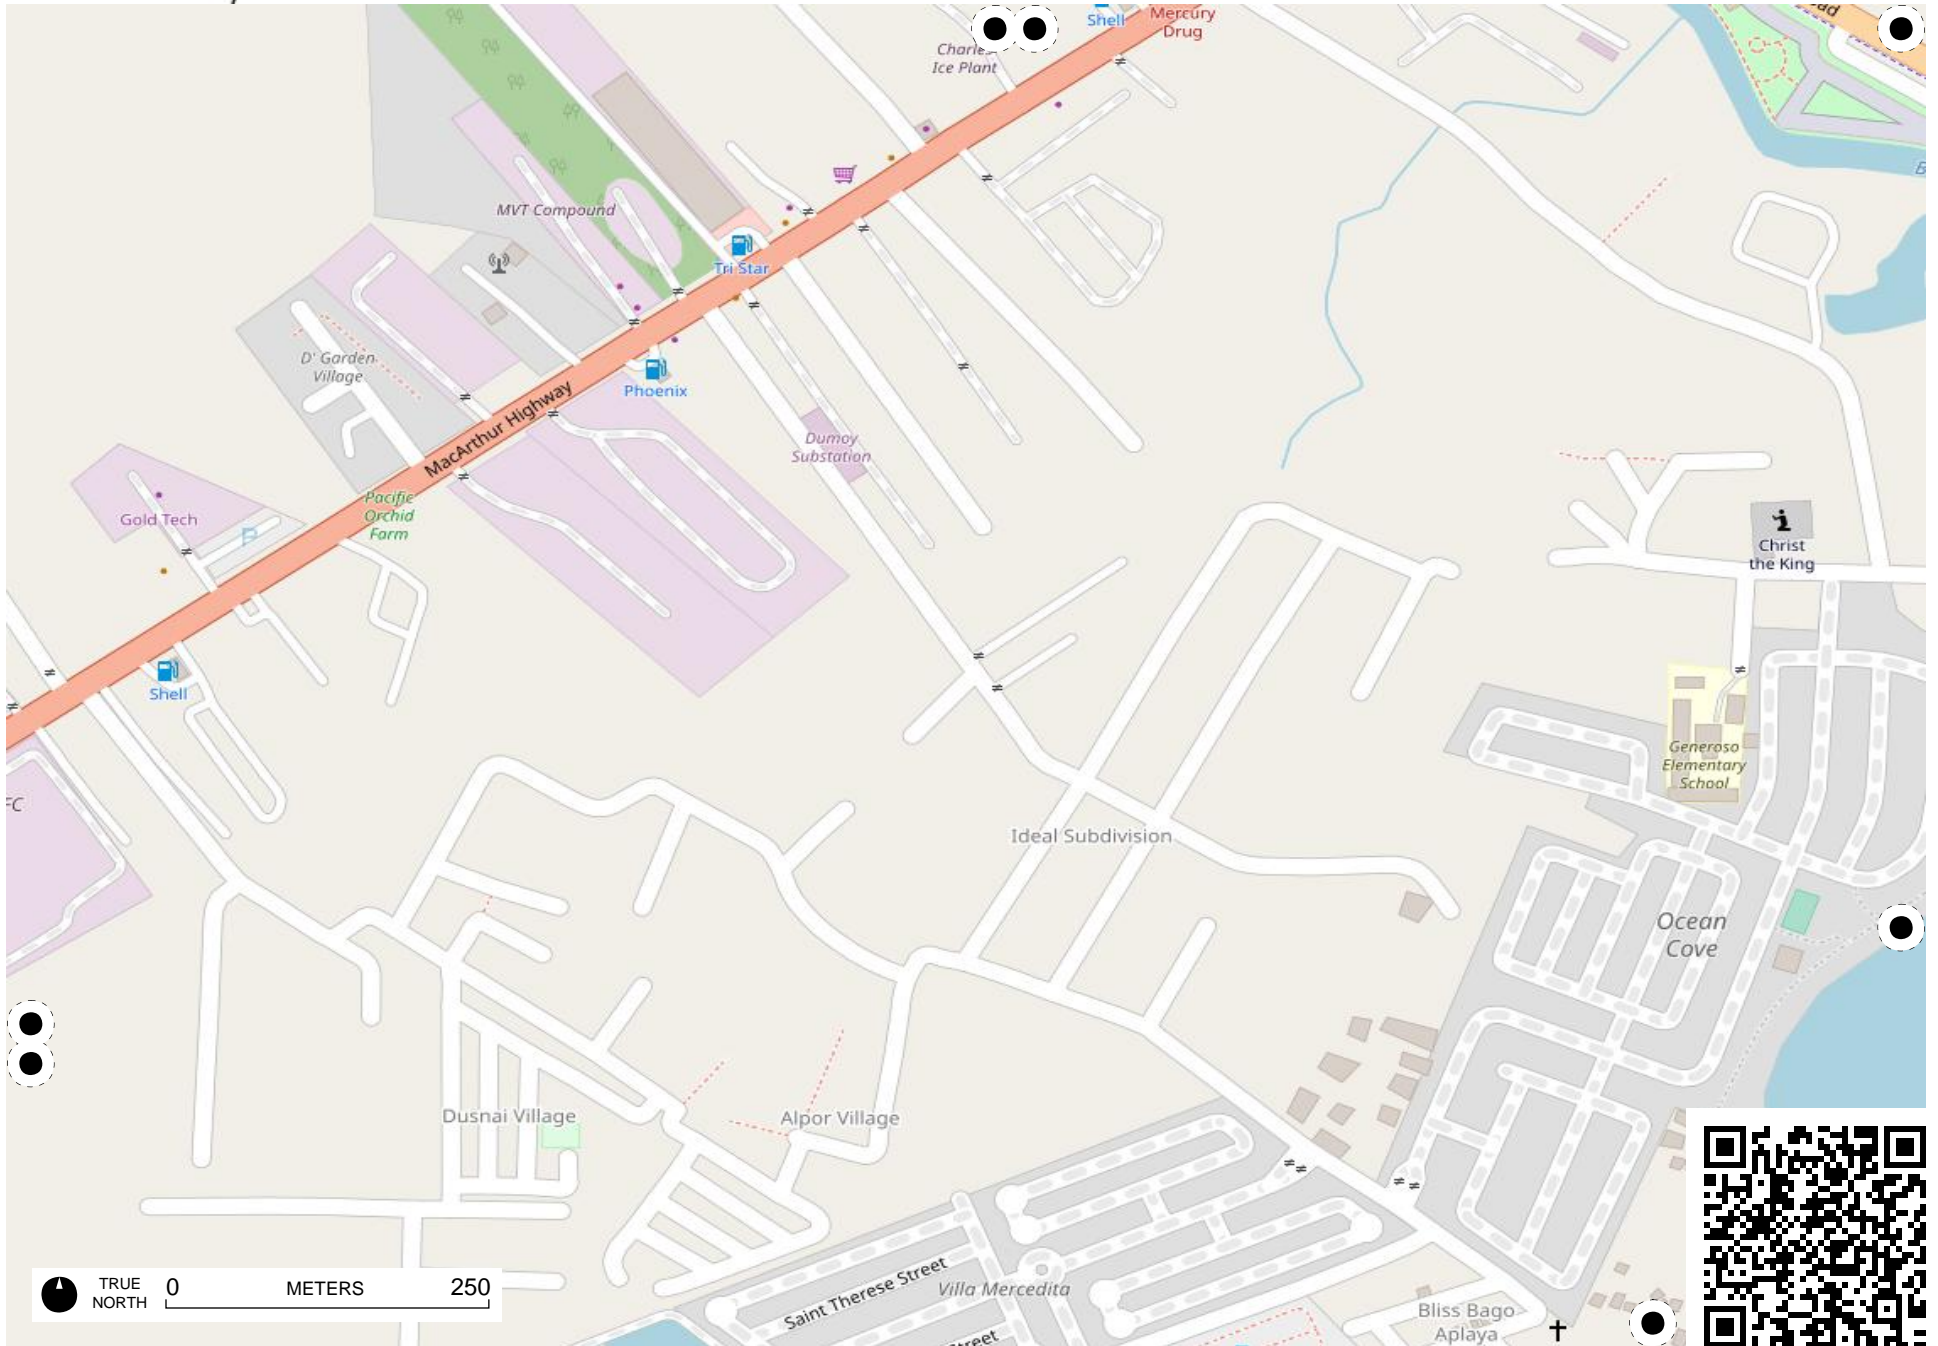 ad
Shell
Mercury
Drug
Charles
Ice Plant
MVT Compound
Tri Star
D' Garden
Village
Phoenix
MacArthur Highway
Dumoy
Substation
Pacific
Orchid
Farm
Gold Tech
P
Christ
the King
Shell
Generoso
Elementary
School
FC
Ideal Subdivision
Ocean
Cove
Dusnai Village
Alpor Village
Saint Therese Street
Villa Mercedita
Street
Bliss Bago
Aplaya
TRUE
NORTH
0 METERS 250